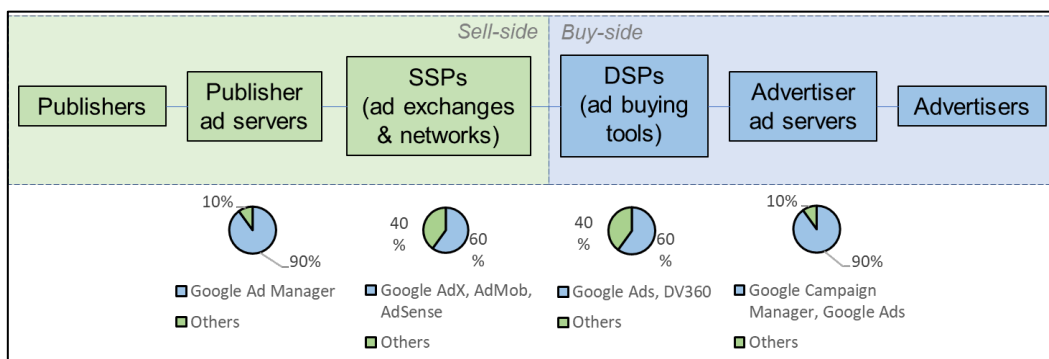 Sell-side
Buy-side
Publishers
Publisher
ad servers
SSPs
(ad exchanges
& networks)
DSPs
(ad buying
tools)
Advertiser
ad servers
Advertisers
10%
90%
Google Ad Manager
Others
40
%
60
%
Google AdX, AdMob,
AdSense
Others
40
%
60
%
Google Ads, DV360
Others
10%
90%
Google Campaign
Manager, Google Ads
Others